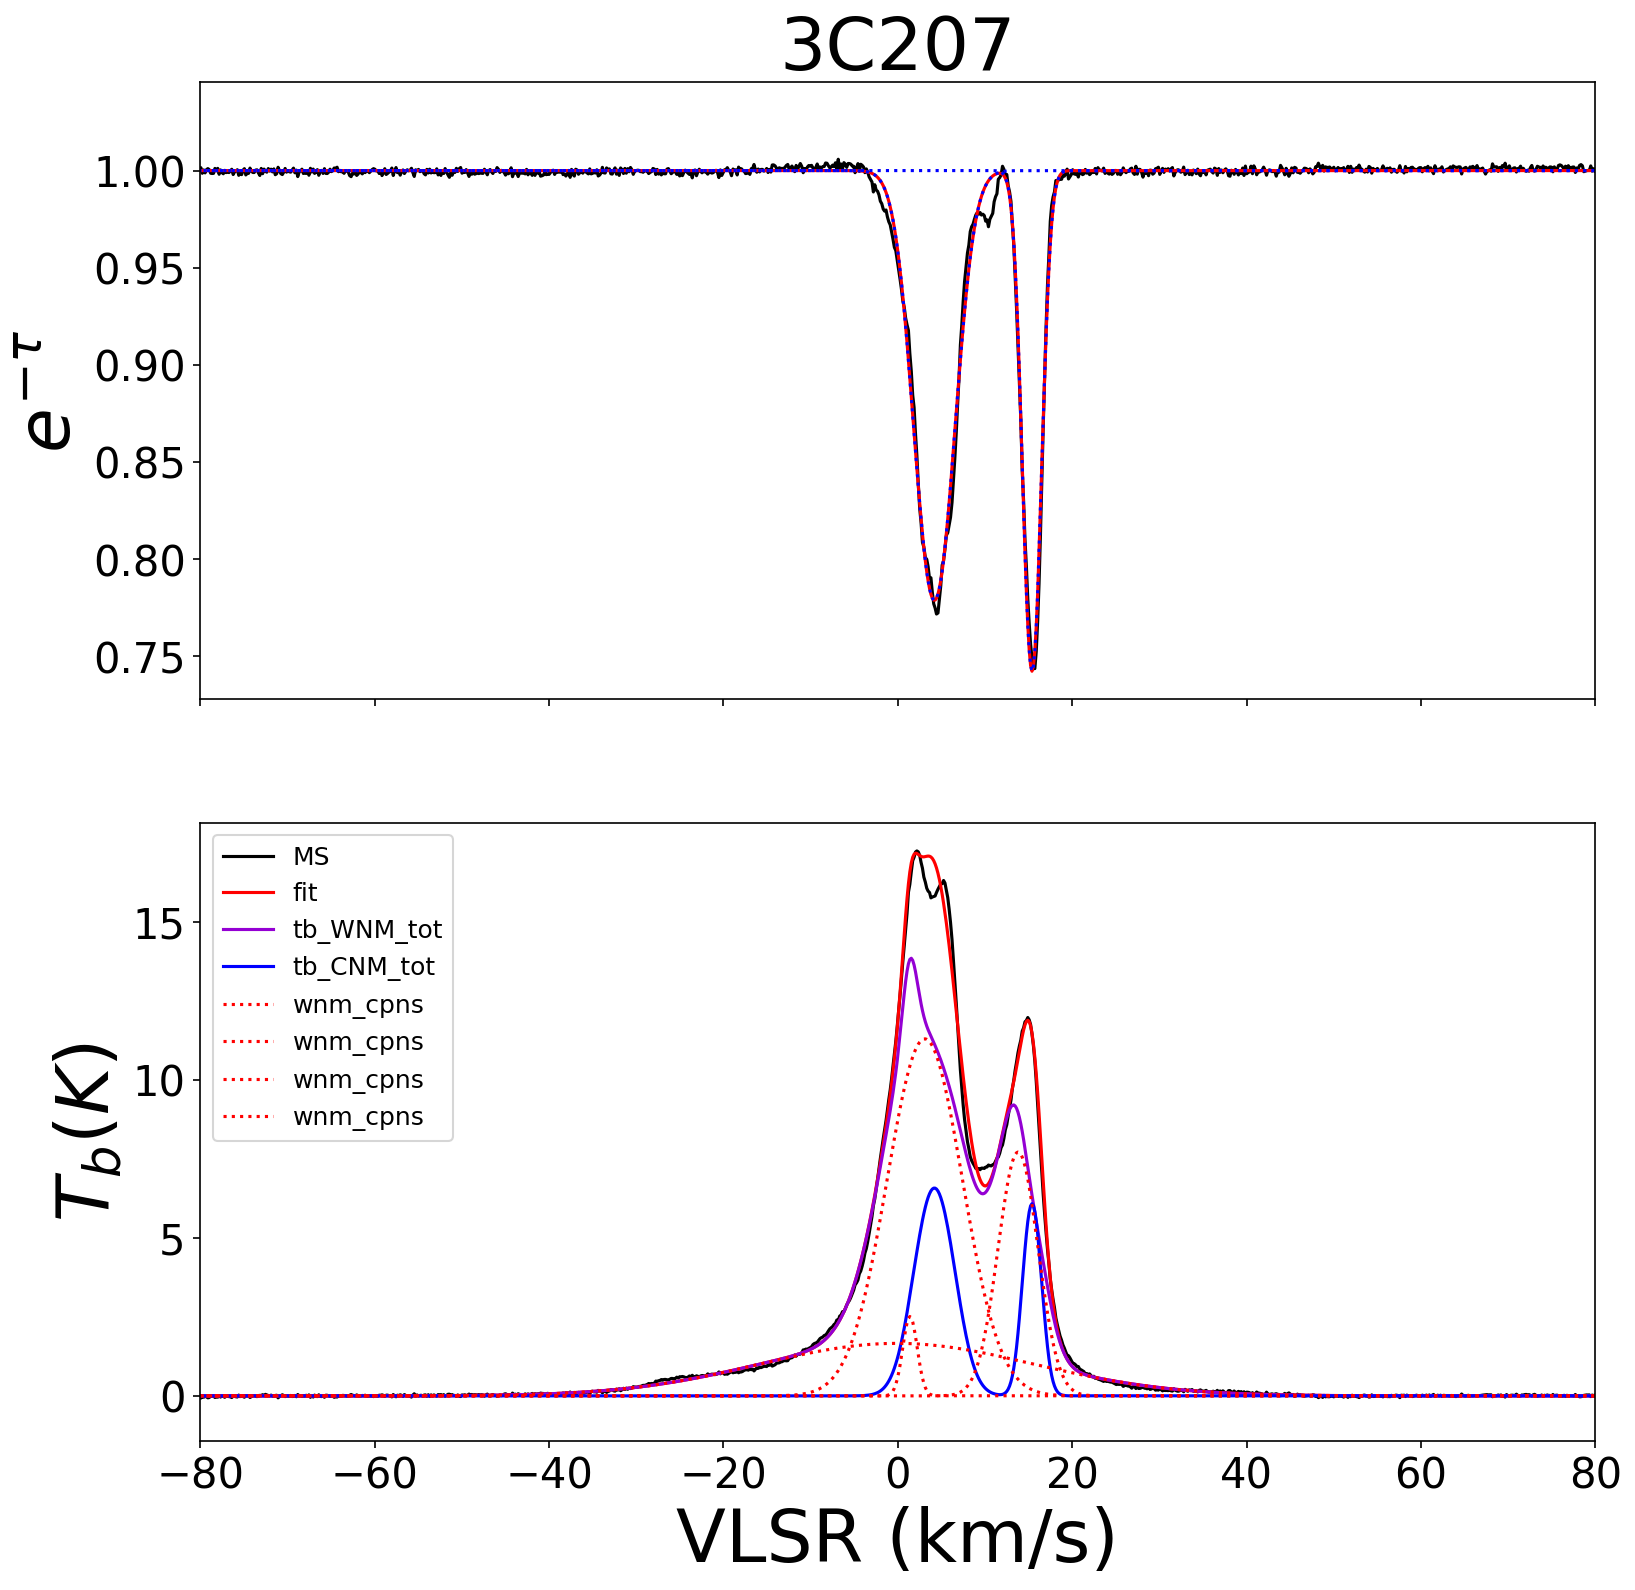 3C207
1.00
0.95
0.90
0.85
0.80
0.75
e^{−τ}
MS
fit
tb_WNM_tot
tb_CNM_tot
wnm_cpns
wnm_cpns
wnm_cpns
wnm_cpns
15
10
5
0
T_b(K)
−80 −60 −40 −20 0 20 40 60 80
VLSR (km/s)